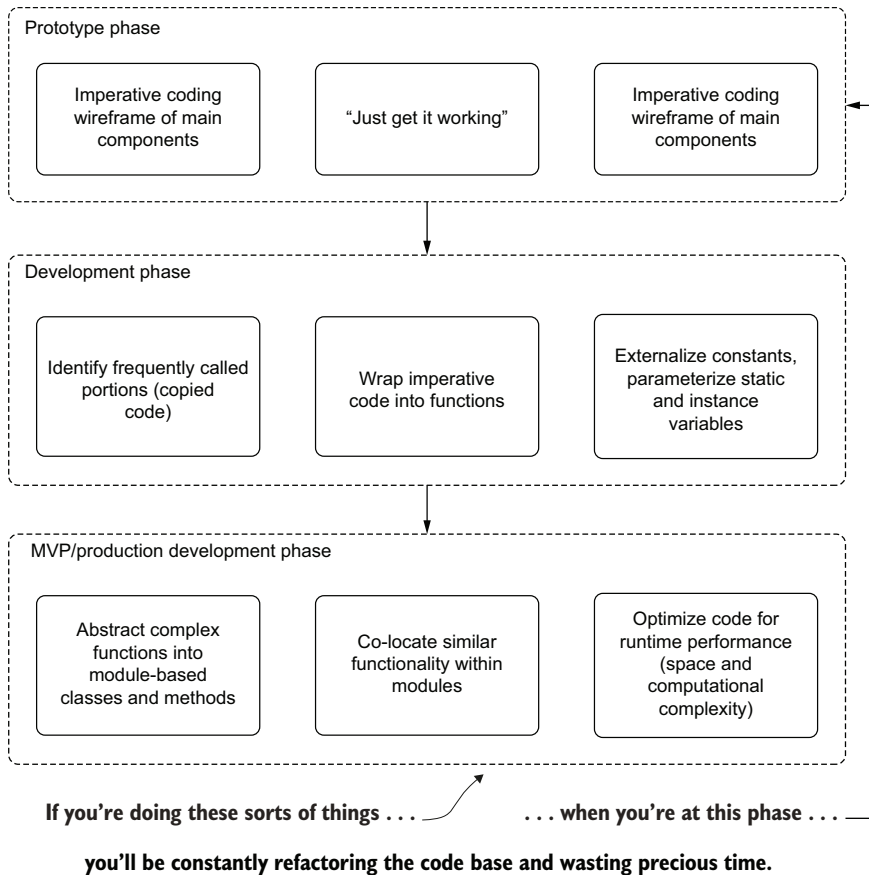 Prototype phase
Imperative coding
wireframe of main
components
“Just get it working”
Imperative coding
wireframe of main
components
Development phase
Identify frequently called
portions (copied
code)
Wrap imperative
code into functions
Externalize constants,
parameterize static
and instance
variables
MVP/production development phase
Abstract complex
functions into
module-based
classes and methods
Co-locate similar
functionality within
modules
Optimize code for
runtime performance
(space and
computational
complexity)
If you’re doing these sorts of things . . .
. . . when you’re at this phase . . .
you’ll be constantly refactoring the code base and wasting precious time.